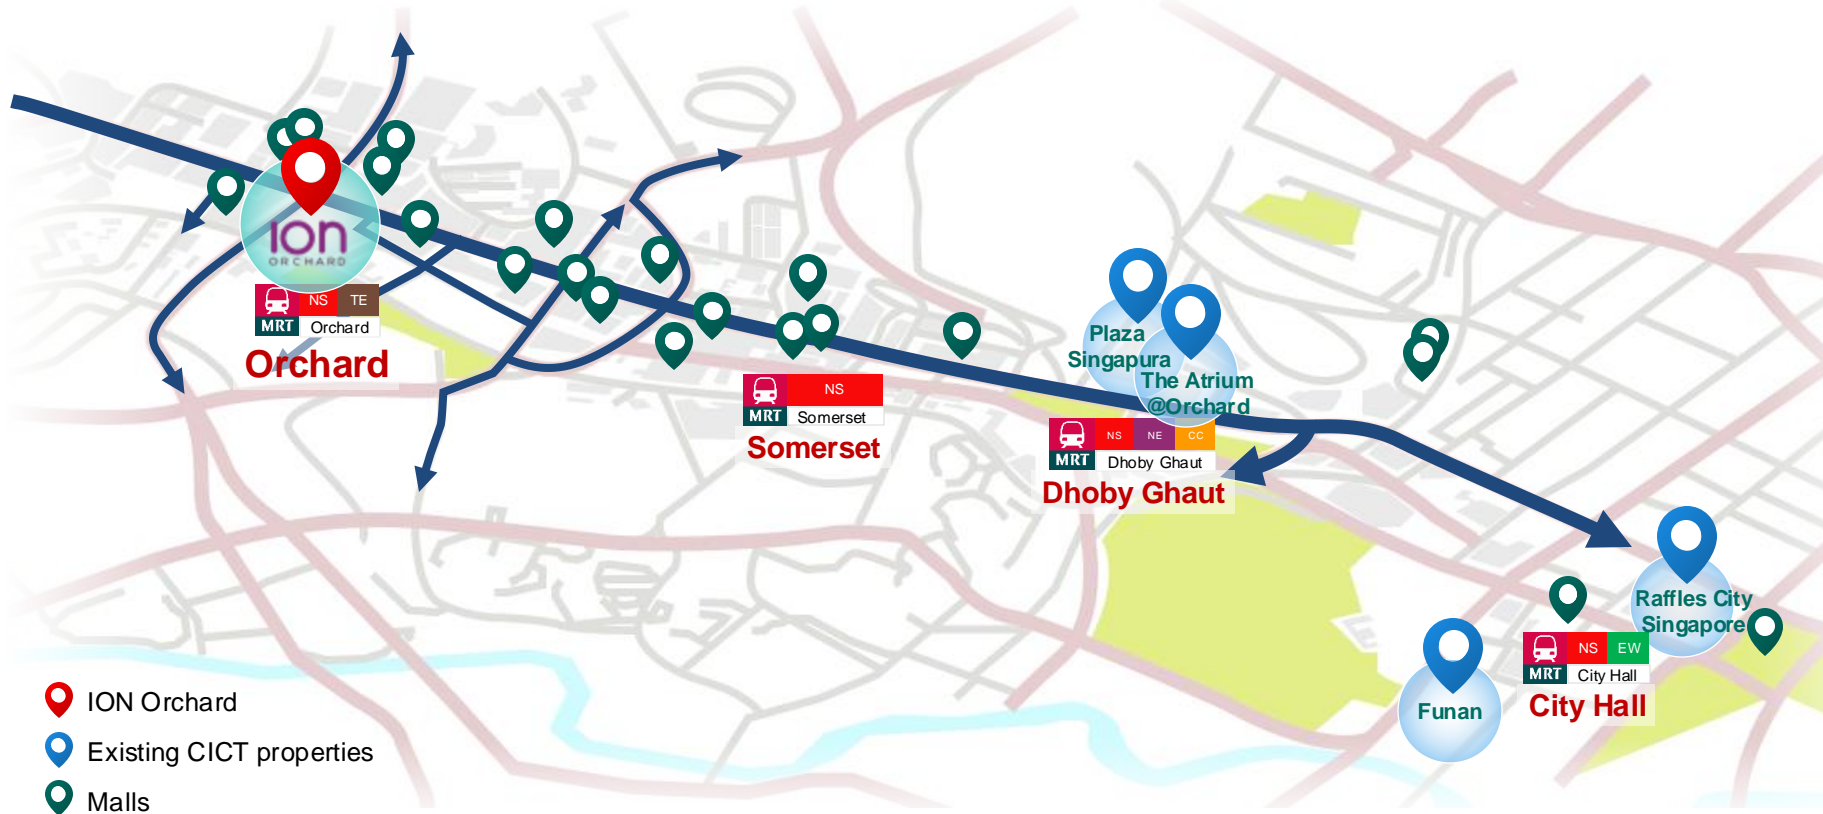 ion
ORCHARD
NS TE
MRT Orchard
Orchard
NS
MRT Somerset
Somerset
Plaza
Singapura
The Atrium
@Orchard
NS NE CC
MRT Dhoby Ghaut
Dhoby Ghaut
Raffles City
Singapore
NS EW
MRT City Hall
City Hall
Funan
ION Orchard
Existing CICT properties
Malls